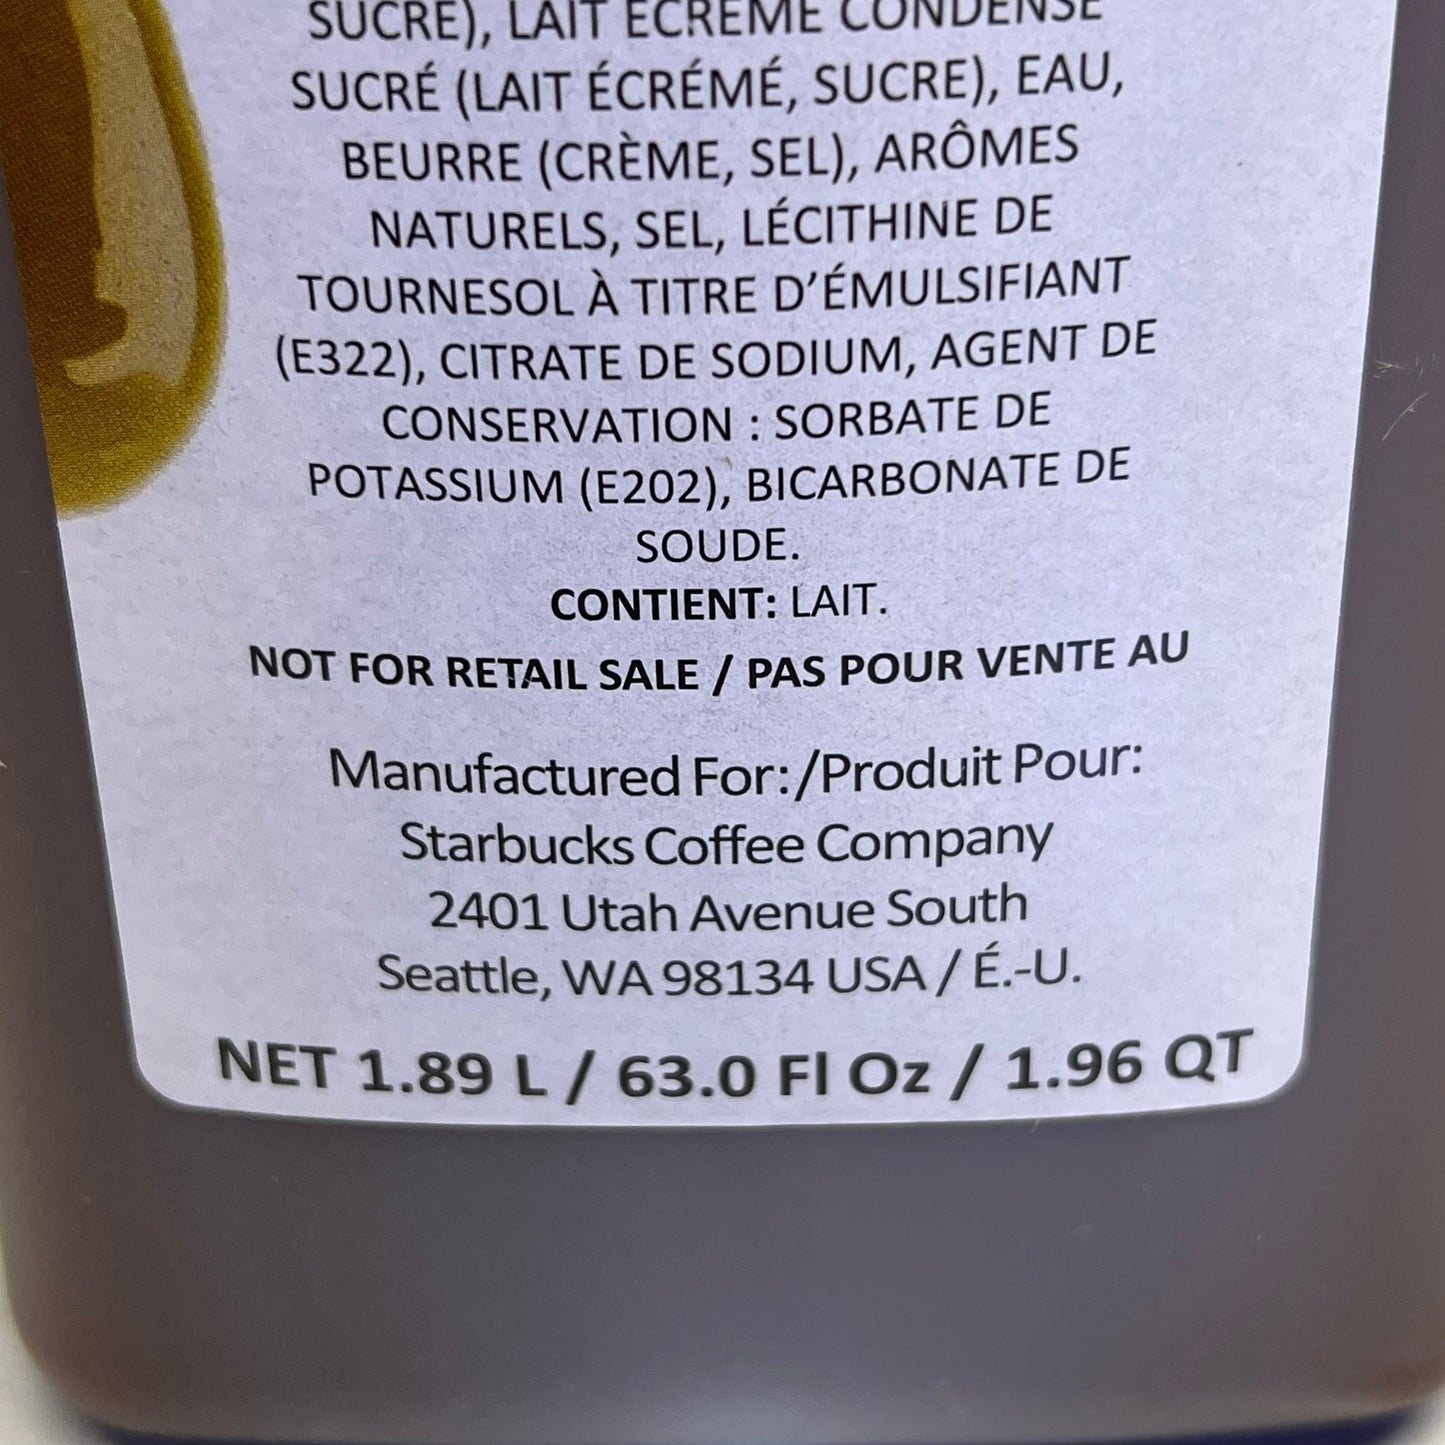 SUCRE), LAIT ÉCRÉMÉ CONDENSÉ
SUCRÉ (LAIT ÉCRÉMÉ, SUCRE), EAU,
BEURRE (CRÈME, SEL), ARÔMES
NATURELS, SEL, LÉCITHINE DE
TOURNESOL À TITRE D’ÉMULSIFIANT
(E322), CITRATE DE SODIUM, AGENT DE
CONSERVATION : SORBATE DE
POTASSIUM (E202), BICARBONATE DE
SOUDE.
CONTIENT: LAIT.
NOT FOR RETAIL SALE / PAS POUR VENTE AU
Manufactured For:/Produit Pour:
Starbucks Coffee Company
2401 Utah Avenue South
Seattle, WA 98134 USA / É.-U.
NET 1.89 L / 63.0 Fl Oz / 1.96 QT